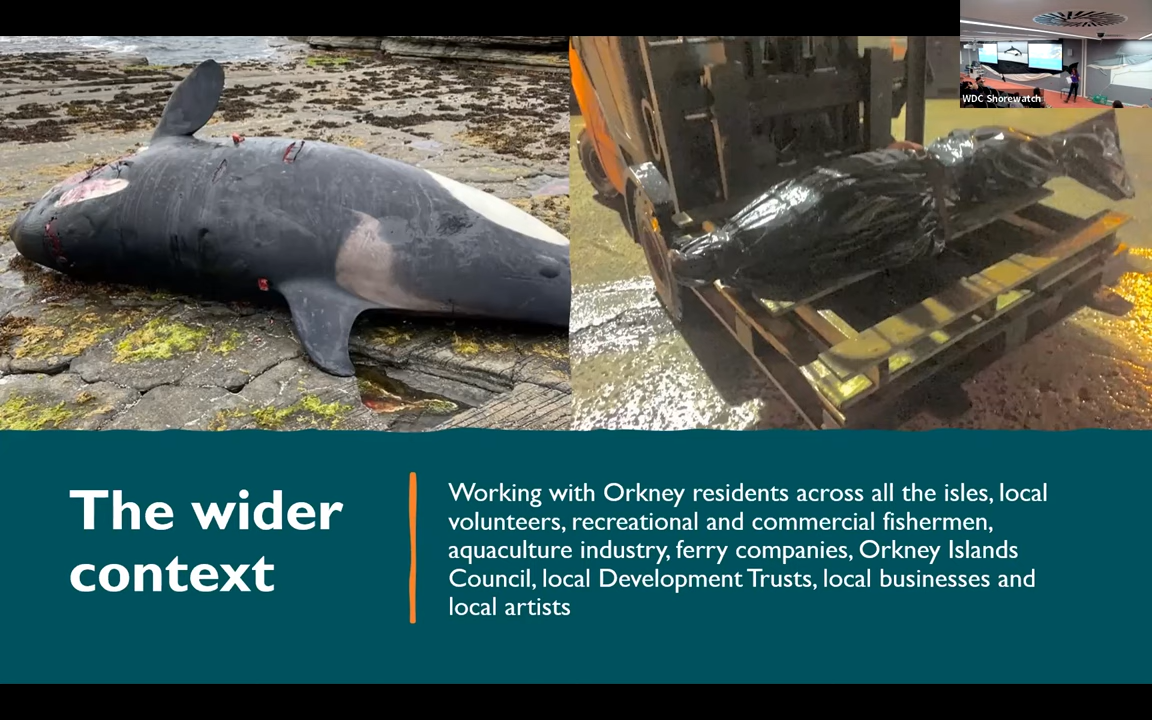 WDC Shorewatch
The wider
context
Working with Orkney residents across all the isles, local
volunteers, recreational and commercial fishermen,
aquaculture industry, ferry companies, Orkney Islands
Council, local Development Trusts, local businesses and
local artists